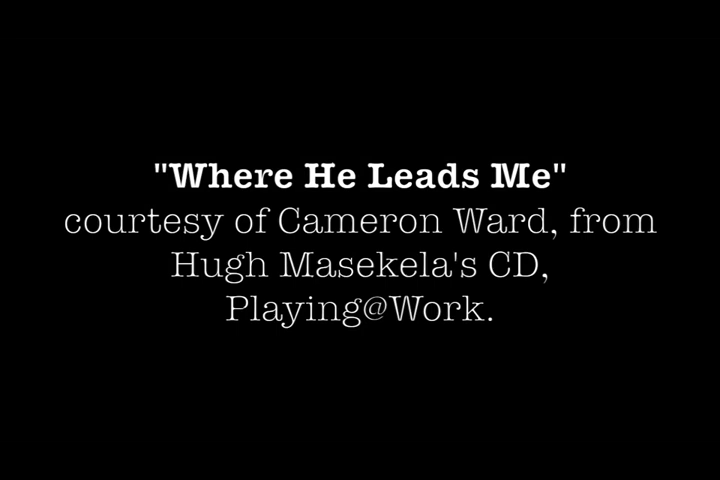 "Where He Leads Me"
courtesy of Cameron Ward, from
Hugh Masekela's CD,
Playing@Work.